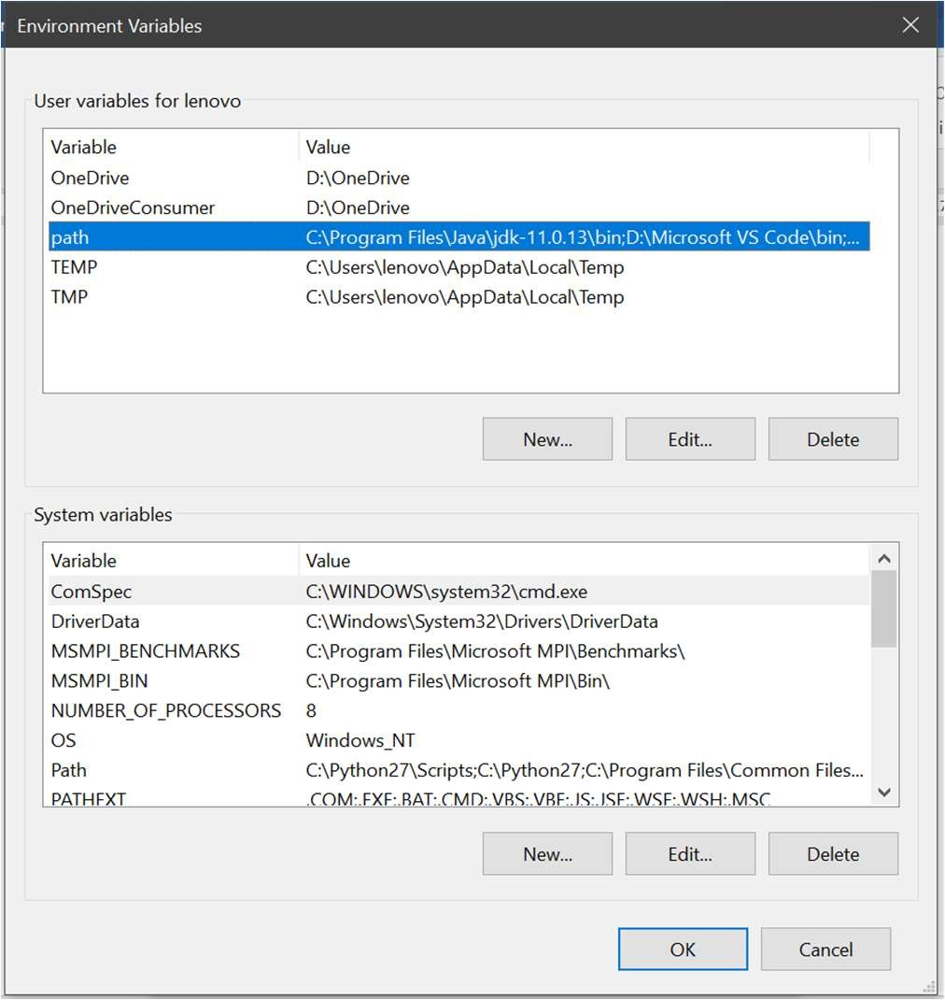 Environment Variables
User variables for lenovo
Variable Value
OneDrive D:\OneDrive
OneDriveConsumer D:\OneDrive
path C:\Program Files\Java\jdk-11.0.13\bin;D:\Microsoft VS Code\bin;...
TEMP C:\Users\lenovo\AppData\Local\Temp
TMP C:\Users\lenovo\AppData\Local\Temp
New... Edit... Delete
System variables
Variable Value
ComSpec C:\WINDOWS\system32\cmd.exe
DriverData C:\Windows\System32\Drivers\DriverData
MSMPI_BENCHMARKS C:\Program Files\Microsoft MPI\Benchmarks\
MSMPI_BIN C:\Program Files\Microsoft MPI\Bin\
NUMBER_OF_PROCESSORS 8
OS Windows_NT
Path C:\Python27\Scripts;C:\Python27;C:\Program Files\Common Files...
PATHEXT .COM;.EXE;.BAT;.CMD;.VBS;.VBE;.JS;.JSE;.WSF;.WSH;.MSC
New... Edit... Delete
OK Cancel